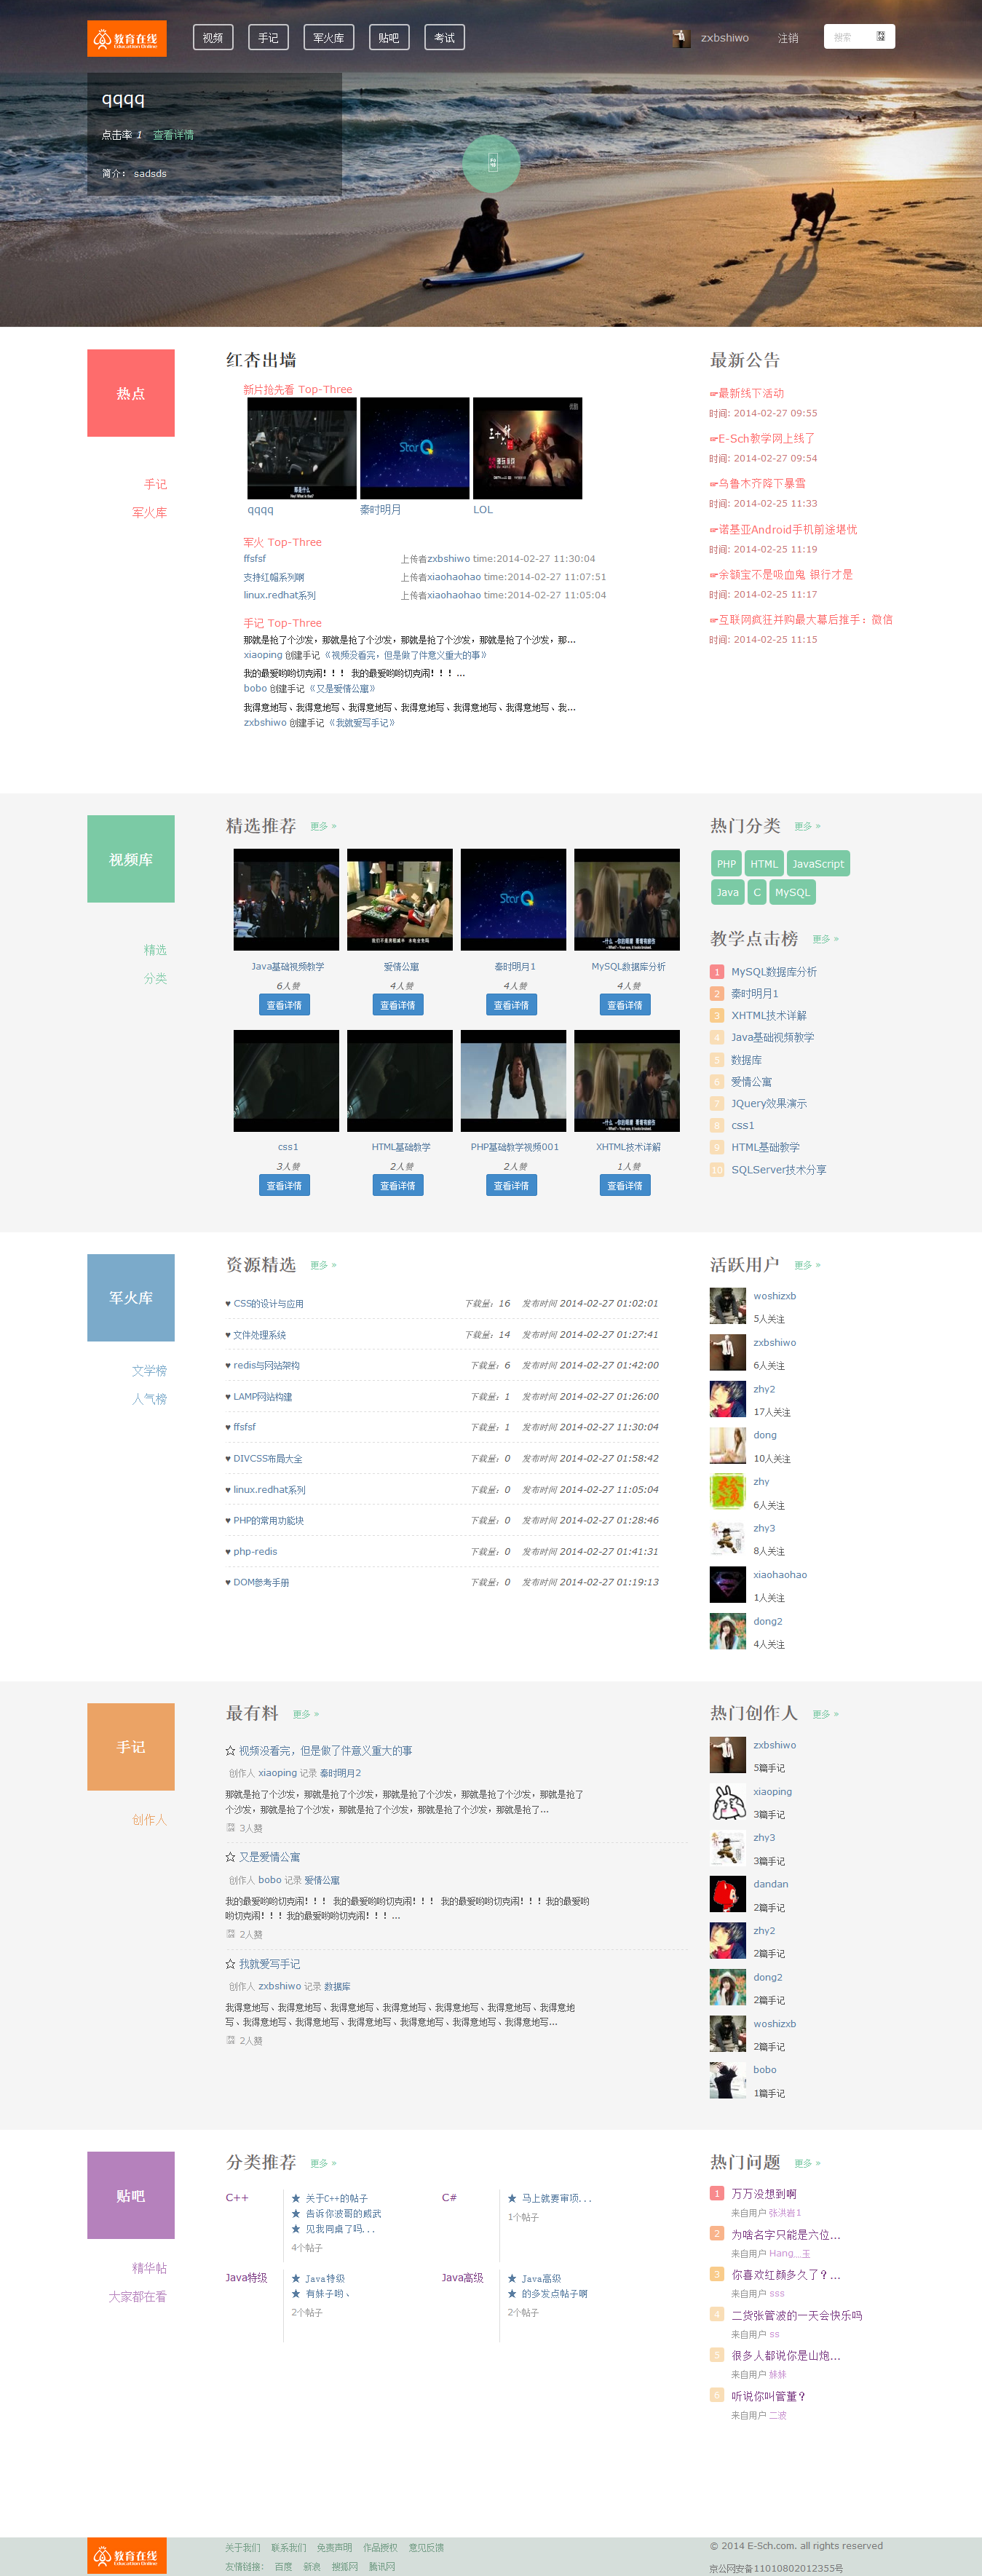 教育在线
Education Online
视频
手记
军火库
贴吧
考试
zxbshiwo
注销
搜索
qqqq
点击率 1 查看详情
简介: sadsds
热点
手记
军火库
红杏出墙
新片抢先看 Top-Three
qqqq
秦时明月
LOL
军火 Top-Three
ffsfsf 上传者zxbshiwo time:2014-02-27 11:30:04
支持红帽系列啊 上传者xiaohaohao time:2014-02-27 11:07:51
linux.redhat系列 上传者xiaohaohao time:2014-02-27 11:05:04
手记 Top-Three
那就是抢了个沙发，那就是抢了个沙发，那就是抢了个沙发，那就是抢了个沙发，那...
xiaoping 创建手记 《视频没看完，但是做了件意义重大的事》
我的最爱哟哟切克闹！！！ 我的最爱哟哟切克闹！！！...
bobo 创建手记 《又是爱情公寓》
我得意地写、我得意地写、我得意地写、我得意地写、我得意地写、我得意地写、我...
zxbshiwo 创建手记 《我就爱写手记》
最新公告
☞最新线下活动
时间: 2014-02-27 09:55
☞E-Sch教学网上线了
时间: 2014-02-27 09:54
☞乌鲁木齐降下暴雪
时间: 2014-02-25 11:33
☞诺基亚Android手机前途堪忧
时间: 2014-02-25 11:19
☞余额宝不是吸血鬼 银行才是
时间: 2014-02-25 11:17
☞互联网疯狂并购最大幕后推手：微信
时间: 2014-02-25 11:15
视频库
精选
分类
精选推荐 更多 »
Java基础视频教学
6人赞
查看详情
爱情公寓
4人赞
查看详情
秦时明月1
4人赞
查看详情
MySQL数据库分析
4人赞
查看详情
css1
3人赞
查看详情
HTML基础教学
2人赞
查看详情
PHP基础教学视频001
2人赞
查看详情
XHTML技术详解
1人赞
查看详情
热门分类 更多 »
PHP HTML JavaScript
Java C MySQL
教学点击榜 更多 »
1 MySQL数据库分析
2 秦时明月1
3 XHTML技术详解
4 Java基础视频教学
5 数据库
6 爱情公寓
7 JQuery效果演示
8 css1
9 HTML基础教学
10 SQLServer技术分享
军火库
文学榜
人气榜
资源精选 更多 »
♥ CSS的设计与应用 下载量：16 发布时间 2014-02-27 01:02:01
♥ 文件处理系统 下载量：14 发布时间 2014-02-27 01:27:41
♥ redis与网站架构 下载量：6 发布时间 2014-02-27 01:42:00
♥ LAMP网站构建 下载量：1 发布时间 2014-02-27 01:26:00
♥ ffsfsf 下载量：1 发布时间 2014-02-27 11:30:04
♥ DIVCSS布局大全 下载量：0 发布时间 2014-02-27 01:58:42
♥ linux.redhat系列 下载量：0 发布时间 2014-02-27 11:05:04
♥ PHP的常用功能块 下载量：0 发布时间 2014-02-27 01:28:46
♥ php-redis 下载量：0 发布时间 2014-02-27 01:41:31
♥ DOM参考手册 下载量：0 发布时间 2014-02-27 01:19:13
活跃用户 更多 »
woshizxb
5人关注
zxbshiwo
6人关注
zhy2
17人关注
dong
10人关注
zhy
6人关注
zhy3
8人关注
xiaohaohao
1人关注
dong2
4人关注
手记
创作人
最有料 更多 »
☆ 视频没看完，但是做了件意义重大的事
创作人 xiaoping 记录 秦时明月2
那就是抢了个沙发，那就是抢了个沙发，那就是抢了个沙发，那就是抢了个沙发，那就是抢了
个沙发，那就是抢了个沙发，那就是抢了个沙发，那就是抢了个沙发，那就是抢了...
3人赞
☆ 又是爱情公寓
创作人 bobo 记录 爱情公寓
我的最爱哟哟切克闹！！！ 我的最爱哟哟切克闹！！！ 我的最爱哟哟切克闹！！！我的最爱哟
哟切克闹！！！我的最爱哟哟切克闹！！！...
2人赞
☆ 我就爱写手记
创作人 zxbshiwo 记录 数据库
我得意地写、我得意地写、我得意地写、我得意地写、我得意地写、我得意地写、我得意地
写、我得意地写、我得意地写、我得意地写、我得意地写、我得意地写、我得意地写...
2人赞
热门创作人 更多 »
zxbshiwo
5篇手记
xiaoping
3篇手记
zhy3
3篇手记
dandan
2篇手记
zhy2
2篇手记
dong2
2篇手记
woshizxb
2篇手记
bobo
1篇手记
贴吧
精华帖
大家都在看
分类推荐 更多 »
C++
★ 关于C++的帖子
★ 告诉你波哥的威武
★ 见我同桌了吗...
4个帖子
C#
★ 马上就要审项...
1个帖子
Java特级
★ Java特级
★ 有妹子哟、
2个帖子
Java高级
★ Java高级
★ 的多发点帖子啊
2个帖子
热门问题 更多 »
1 万万没想到啊
来自用户 张洪岩1
2 为啥名字只能是六位...
来自用户 Hang__玉
3 你喜欢红颜多久了？...
来自用户 sss
4 二货张管波的一天会快乐吗
来自用户 ss
5 很多人都说你是山炮...
来自用户 妹妹
6 听说你叫管董？
来自用户 二波
教育在线
Education Online
关于我们 联系我们 免责声明 作品授权 意见反馈
友情链接： 百度 新浪 搜狐网 腾讯网
© 2014 E-Sch.com. all rights reserved
京公网安备11010802012355号